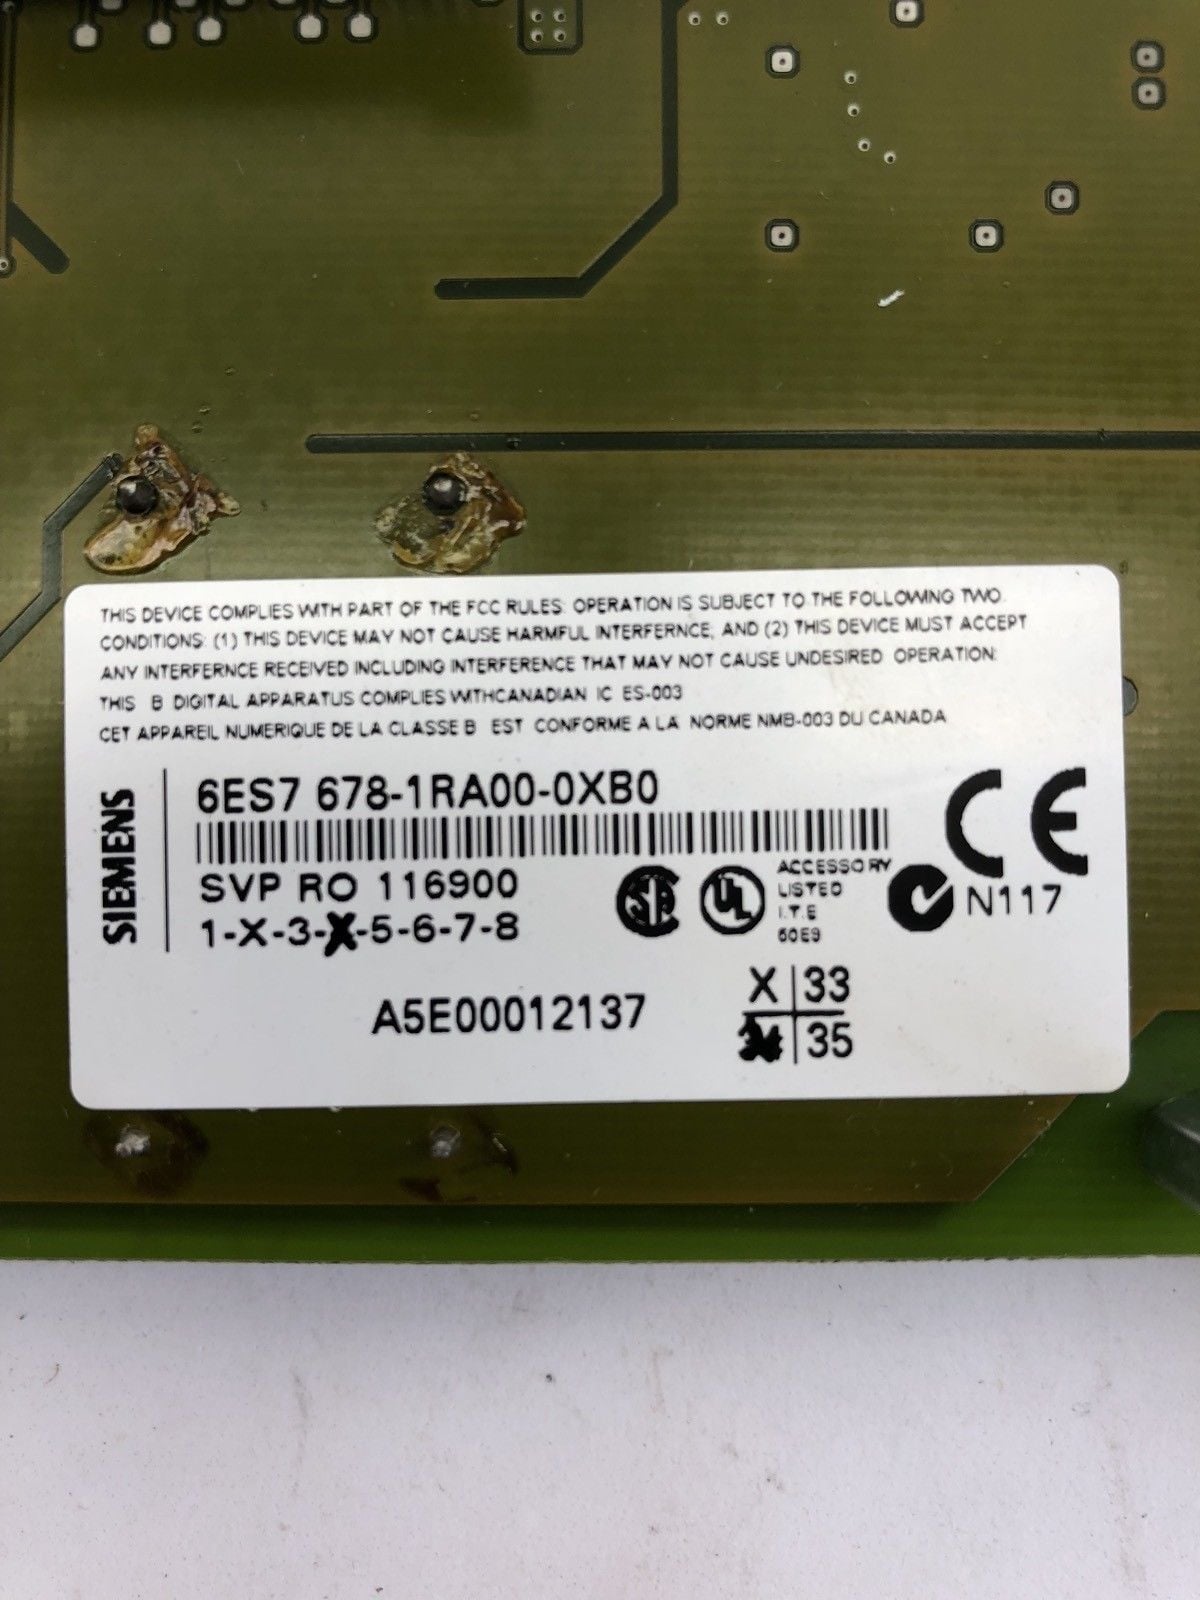 THIS DEVICE COMPLIES WITH PART OF THE FCC RULES: OPERATION IS SUBJECT TO THE FOLLOWING TWO.
CONDITIONS: (1) THIS DEVICE MAY NOT CAUSE HARMFUL INTERFERNCE, AND (2) THIS DEVICE MUST ACCEPT
ANY INTERFERNCE RECEIVED INCLUDING INTERFERENCE THAT MAY NOT CAUSE UNDESIRED OPERATION:
THIS B DIGITAL APPARATUS COMPLIES WITHCANADIAN IC ES-003
CET APPAREIL NUMERIQUE DE LA CLASSE B EST CONFORME A LA NORME NMB-003 DU CANADA
SIEMENS
6ES7 678-1RA00-0XB0
SVP RO 116900
1-X-3-X-5-6-7-8
SA
UL
ACCESSORY
LISTED
I.T.E
60E9
CE
N117
A5E00012137
X 33
35